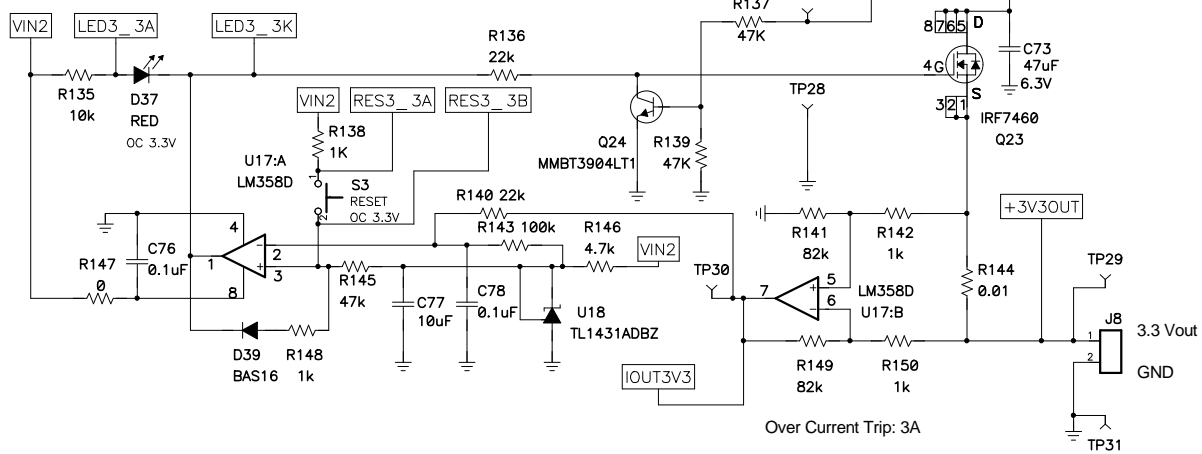 R137
47K
VIN2
LED3_3A
LED3_3K
8765
D
R136
22k
4G
C73
47uF
6.3V
R135
10k
D37
RED
OC 3.3V
VIN2
RES3_3A
RES3_3B
TP28
S
321
IRF7460
Q23
R138
1K
Q24
MMBT3904LT1
R139
47K
U17:A
LM358D
1
S3
RESET
OC 3.3V
2
R140 22k
R143 100k
R146
4.7k
VIN2
R141
82k
R142
1k
+3V3OUT
4
C76
0.1uF
R147
0
1
2
3
8
R145
47k
C77
10uF
C78
0.1uF
U18
TL1431ADBZ
TP30
7
5
6
LM358D
U17:B
R144
0.01
TP29
J8
1
2
3.3 Vout
GND
D39
BAS16
R148
1k
R149
82k
R150
1k
IOUT3V3
Over Current Trip: 3A
TP31